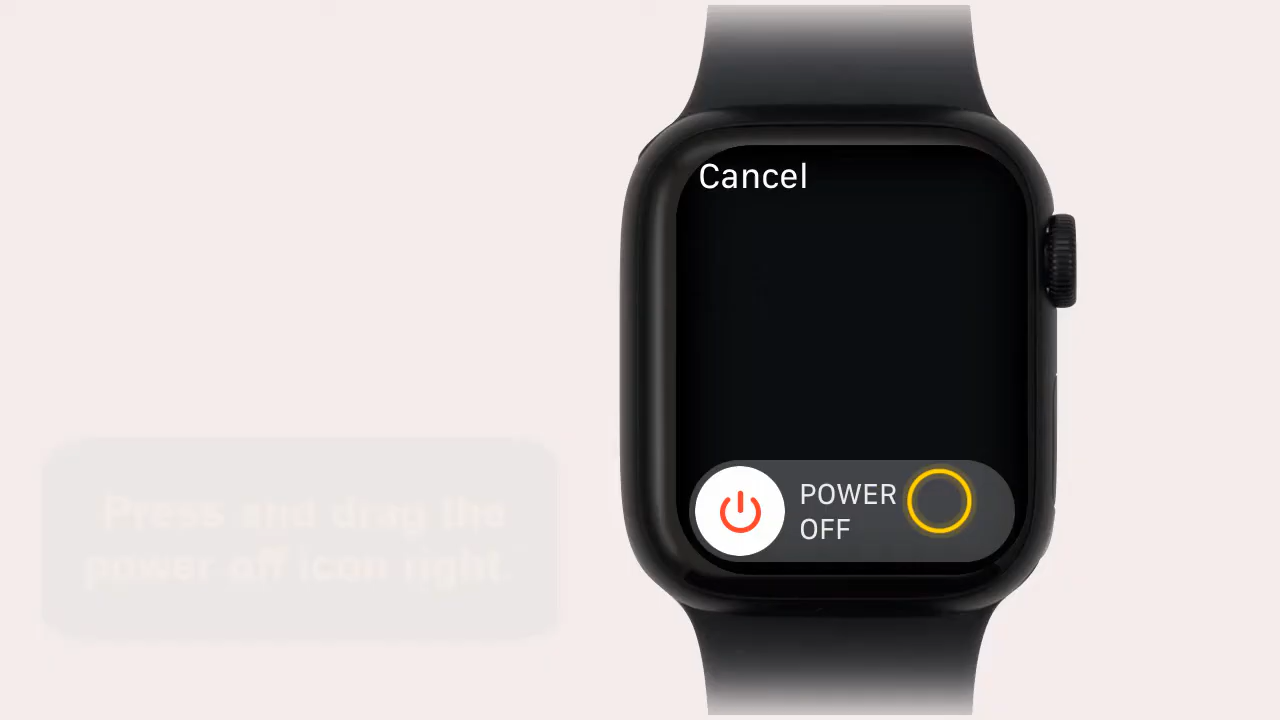 Cancel
POWER
OFF
Press and drag the
power off icon right.